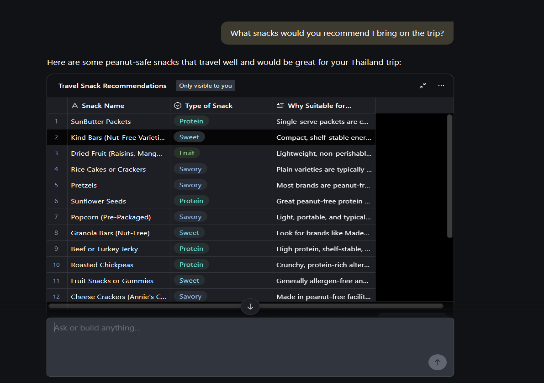 What snacks would you recommend I bring on the trip?
Here are some peanut-safe snacks that travel well and would be great for your Thailand trip:
Travel Snack Recommendations Only visible to you
Snack Name Type of Snack Why Suitable for...
1 SunButter Packets Protein Single-serve packets are c...
2 Kind Bars (Nut-Free Varieti... Sweet Compact, shelf-stable ener...
3 Dried Fruit (Raisins, Mang... Fruit Lightweight, non-perishabl...
4 Rice Cakes or Crackers Savory Plain varieties are typically ...
5 Pretzels Savory Most brands are peanut-fr...
6 Sunflower Seeds Protein Great peanut-free protein ...
7 Popcorn (Pre-Packaged) Savory Light, portable, and typical...
8 Granola Bars (Nut-Free) Sweet Look for brands like Made...
9 Beef or Turkey Jerky Protein High protein, shelf-stable, ...
10 Roasted Chickpeas Protein Crunchy, protein-rich alter...
11 Fruit Snacks or Gummies Sweet Generally allergen-free an...
12 Cheese Crackers (Annie's C... Savory Made in peanut-free facilit...
Ask or build anything...